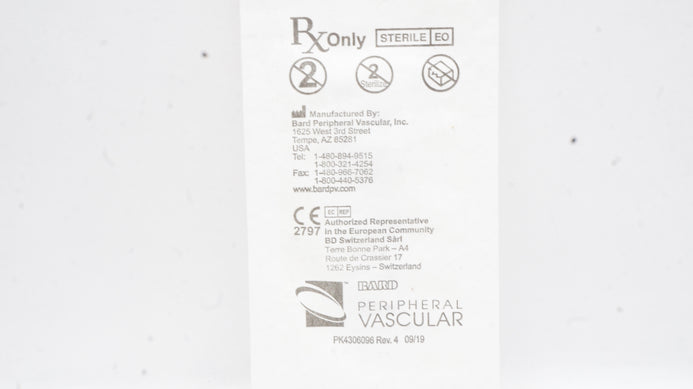 Rx Only STERILE EO
2 2
Sterilize
Manufactured By:
Bard Peripheral Vascular, Inc.
1625 West 3rd Street
Tempe, AZ 85281
USA
Tel: 1-480-894-9515
1-800-321-4254
Fax: 1-480-966-7062
1-800-440-5376
www.bardpv.com
CE EC REP
2797 Authorized Representative
in the European Community
BD Switzerland Sàrl
Terre Bonne Park – A4
Route de Crassier 17
1262 Eysins – Switzerland
BARD
PERIPHERAL
VASCULAR
PK4306096 Rev. 4 09/19